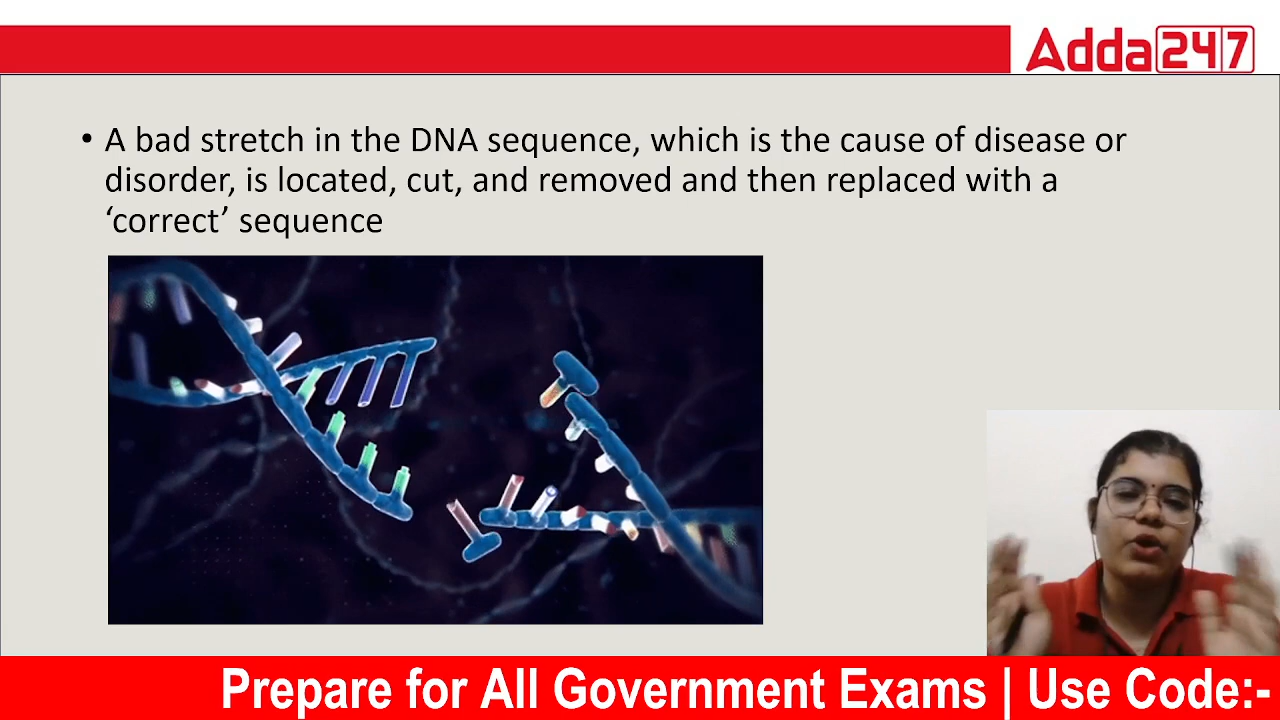 Adda247
• A bad stretch in the DNA sequence, which is the cause of disease or
disorder, is located, cut, and removed and then replaced with a
‘correct’ sequence
Prepare for All Government Exams | Use Code:-